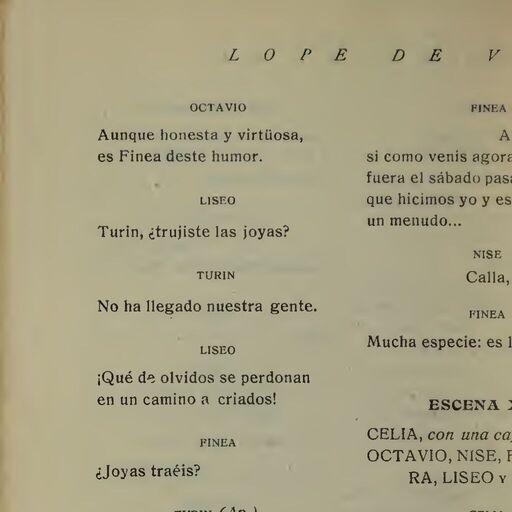 LOPE DE V
OCTAVIO
Aunque honesta y virtüosa,
es Finea deste humor.
LISEO
Turin, ¿trujiste las joyas?
TURIN
No ha llegado nuestra gente.
LISEO
¡Qué de olvidos se perdonan
en un camino a criados!
FINEA
¿Joyas traéis?
FINEA
A
si como venis agora
fuera el sábado pas
que hicimos yo y es
un menudo...
NISE
Calla,
FINEA
Mucha especie: es l
ESCENA
CELIA, con una ca
OCTAVIO, NISE, F
RA, LISEO y